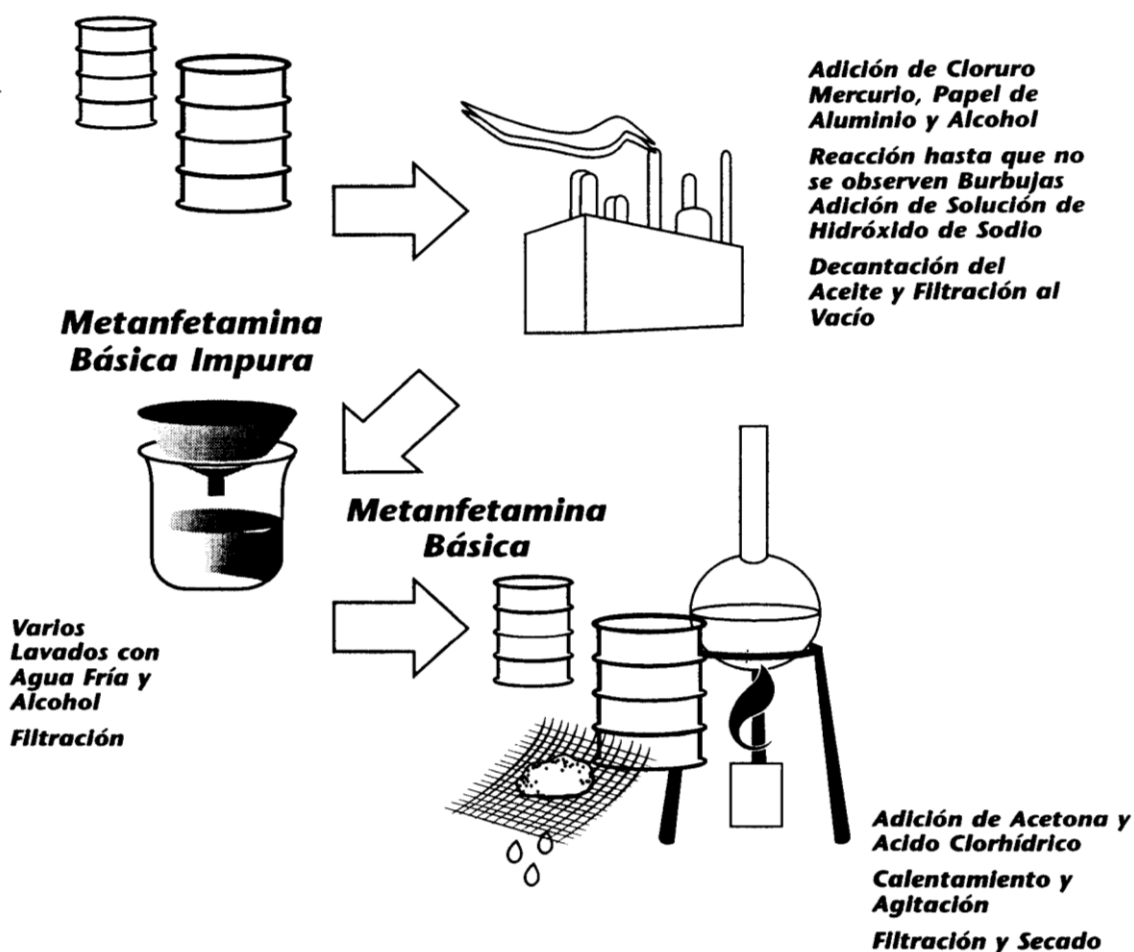 Adición de Cloruro
Mercurio, Papel de
Aluminio y Alcohol
Reacción hasta que no
se observen Burbujas
Adición de Solución de
Hidróxido de Sodio
Decantación del
Aceite y Filtración al
Vacío
Metanfetamina
Básica Impura
Metanfetamina
Básica
Varios
Lavados con
Agua Fría y
Alcohol
Filtración
Adición de Acetona y
Acido Clorhídrico
Calentamiento y
Agitación
Filtración y Secado